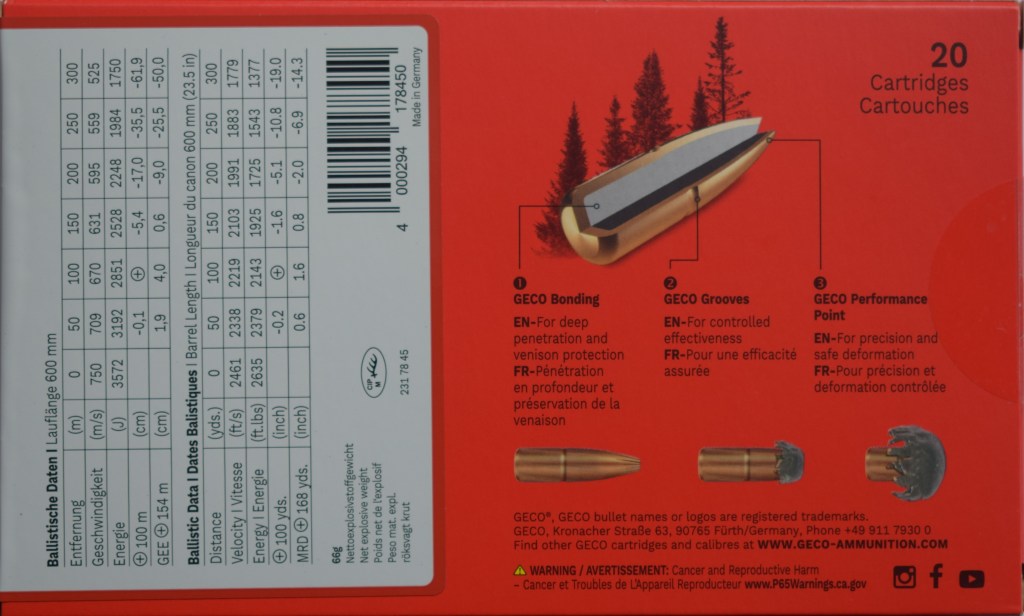 Ballistische Daten I Lauflänge 600 mm
Entfernung (m) 0 50 100 150 200 250 300
Geschwindigkeit (m/s) 750 709 670 631 595 559 525
Energie (J) 3572 3192 2851 2528 2248 1984 1750
⊕ 100 m (cm) -0,1 ⊕ -5,4 -17,0 -35,5 -61,9
GEE ⊕ 154 m (cm) 1,9 4,0 0,6 -9,0 -25,5 -50,0
Ballistic Data I Dates Balistiques I Barrel Length I Longueur du canon 600 mm (23.5 in)
Distance (yds.) 0 50 100 150 200 250 300
Velocity I Vitesse (ft/s) 2461 2338 2219 2103 1991 1883 1779
Energy I Energie (ft.lbs) 2635 2379 2143 1925 1725 1543 1377
⊕ 100 yds. (inch) -0.2 ⊕ -1.6 -5.1 -10.8 -19.0
MRD ⊕ 168 yds. (inch) 0.6 1.6 0.8 -2.0 -6.9 -14.3
66g
Nettoexplosivstoffgewicht
Net explosive weight
Poids net de l'explosif
Peso mat. expl.
röksvagt krut
CIP
M
231 78 45
4 000294 178450
Made in Germany
20
Cartridges
Cartouches
1
GECO Bonding
EN-For deep
penetration and
venison protection
FR-Pénétration
en profondeur et
préservation de la
venaison
2
GECO Grooves
EN-For controlled
effectiveness
FR-Pour une efficacité
assurée
3
GECO Performance
Point
EN-For precision and
safe deformation
FR-Pour précision et
deformation contrôlée
GECO®, GECO bullet names or logos are registered trademarks.
GECO, Kronacher Straße 63, 90765 Fürth/Germany, Phone +49 911 7930 0
Find other GECO cartridges and calibres at WWW.GECO-AMMUNITION.COM
WARNING / AVERTISSEMENT: Cancer and Reproductive Harm
– Cancer et Troubles de L'Appareil Reproducteur www.P65Warnings.ca.gov